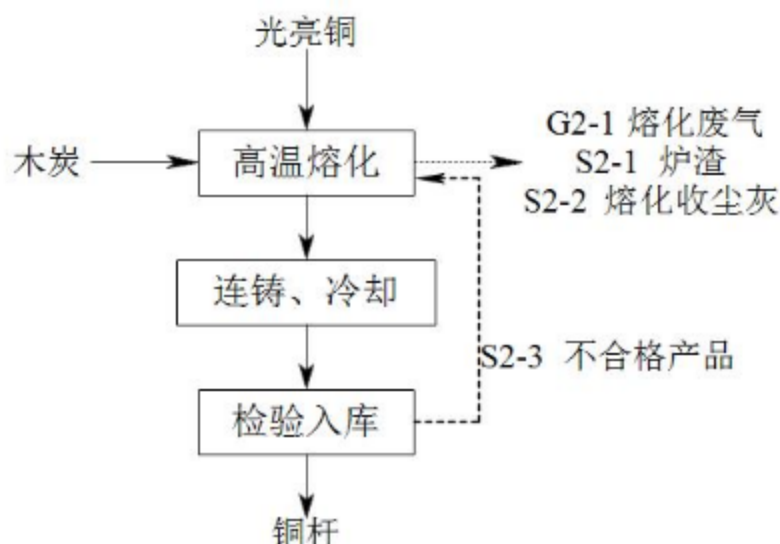 光亮铜
木炭
高温熔化
G2-1 熔化废气
S2-1 炉渣
S2-2 熔化收尘灰
连铸、冷却
S2-3 不合格产品
检验入库
铜杆